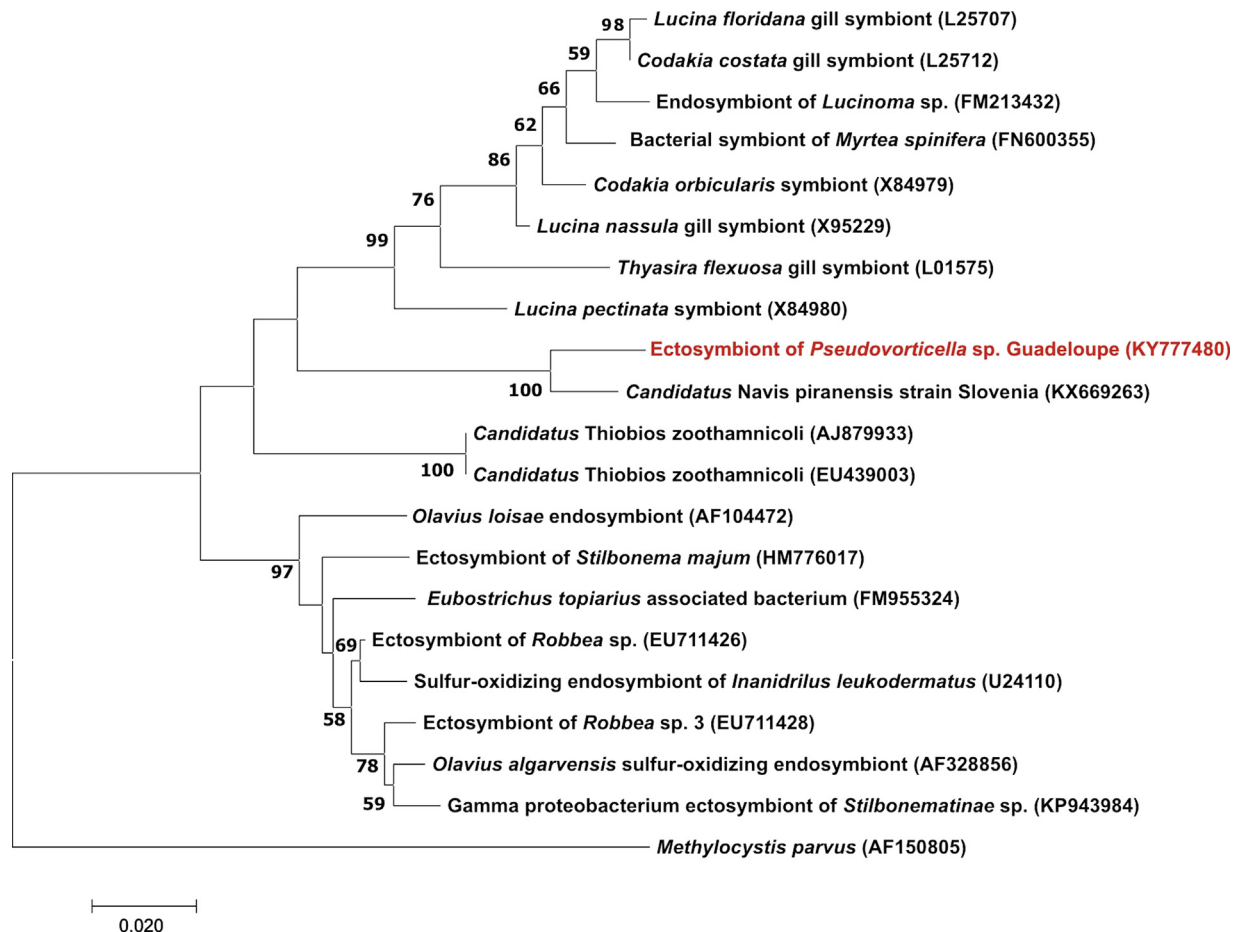 98
Lucina floridana gill symbiont (L25707)
59
Codakia costata gill symbiont (L25712)
66
Endosymbiont of Lucinoma sp. (FM213432)
62
Bacterial symbiont of Myrtea spinifera (FN600355)
86
Codakia orbicularis symbiont (X84979)
76
Lucina nassula gill symbiont (X95229)
99
Thyasira flexuosa gill symbiont (L01575)
Lucina pectinata symbiont (X84980)
Ectosymbiont of Pseudovorticella sp. Guadeloupe (KY777480)
100
Candidatus Navis piranensis strain Slovenia (KX669263)
Candidatus Thiobios zoothamnicoli (AJ879933)
100
Candidatus Thiobios zoothamnicoli (EU439003)
Olavius loisae endosymbiont (AF104472)
97
Ectosymbiont of Stilbonema majum (HM776017)
Eubostrichus topiarius associated bacterium (FM955324)
69
Ectosymbiont of Robbea sp. (EU711426)
Sulfur-oxidizing endosymbiont of Inanidrilus leukodermatus (U24110)
58
Ectosymbiont of Robbea sp. 3 (EU711428)
78
Olavius algarvensis sulfur-oxidizing endosymbiont (AF328856)
59
Gamma proteobacterium ectosymbiont of Stilbonematinae sp. (KP943984)
Methylocystis parvus (AF150805)
0.020